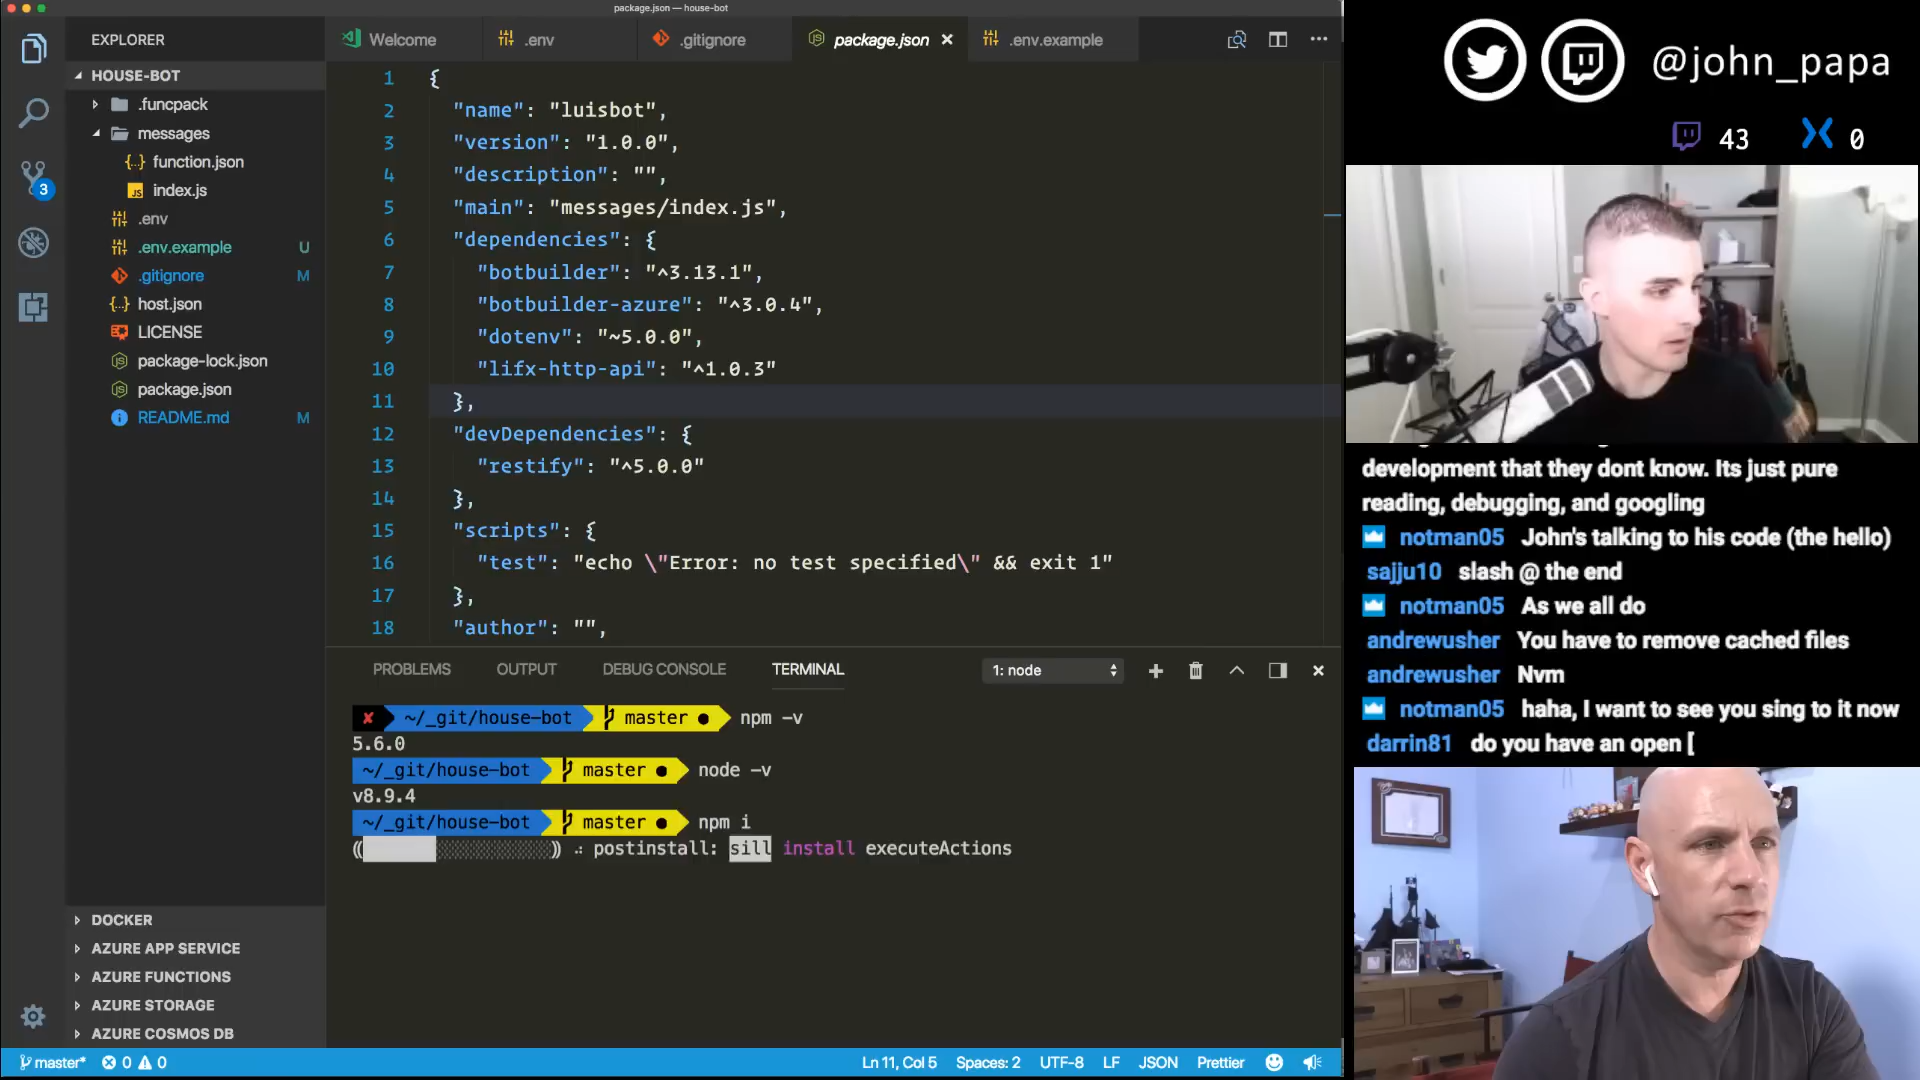 package.json — house-bot
EXPLORER
HOUSE-BOT
.funcpack
messages
{..} function.json
JS index.js
.env
.env.example U
.gitignore M
{..} host.json
LICENSE
package-lock.json
package.json
README.md M
DOCKER
AZURE APP SERVICE
AZURE FUNCTIONS
AZURE STORAGE
AZURE COSMOS DB
3
Welcome
.env
.gitignore
package.json
.env.example
1 {
2 "name": "luisbot",
3 "version": "1.0.0",
4 "description": "",
5 "main": "messages/index.js",
6 "dependencies": {
7 "botbuilder": "^3.13.1",
8 "botbuilder-azure": "^3.0.4",
9 "dotenv": "~5.0.0",
10 "lifx-http-api": "^1.0.3"
11 },
12 "devDependencies": {
13 "restify": "^5.0.0"
14 },
15 "scripts": {
16 "test": "echo \"Error: no test specified\" && exit 1"
17 },
18 "author": "",
PROBLEMS OUTPUT DEBUG CONSOLE TERMINAL 1: node
✘ ~/_git/house-bot master ● npm -v
5.6.0
~/_git/house-bot master ● node -v
v8.9.4
~/_git/house-bot master ● npm i
postinstall: sill install executeActions
master* 0 0 Ln 11, Col 5 Spaces: 2 UTF-8 LF JSON Prettier
@john_papa
43 0
development that they dont know. Its just pure
reading, debugging, and googling
notman05 John's talking to his code (the hello)
sajju10 slash @ the end
notman05 As we all do
andrewusher You have to remove cached files
andrewusher Nvm
notman05 haha, I want to see you sing to it now
darrin81 do you have an open [